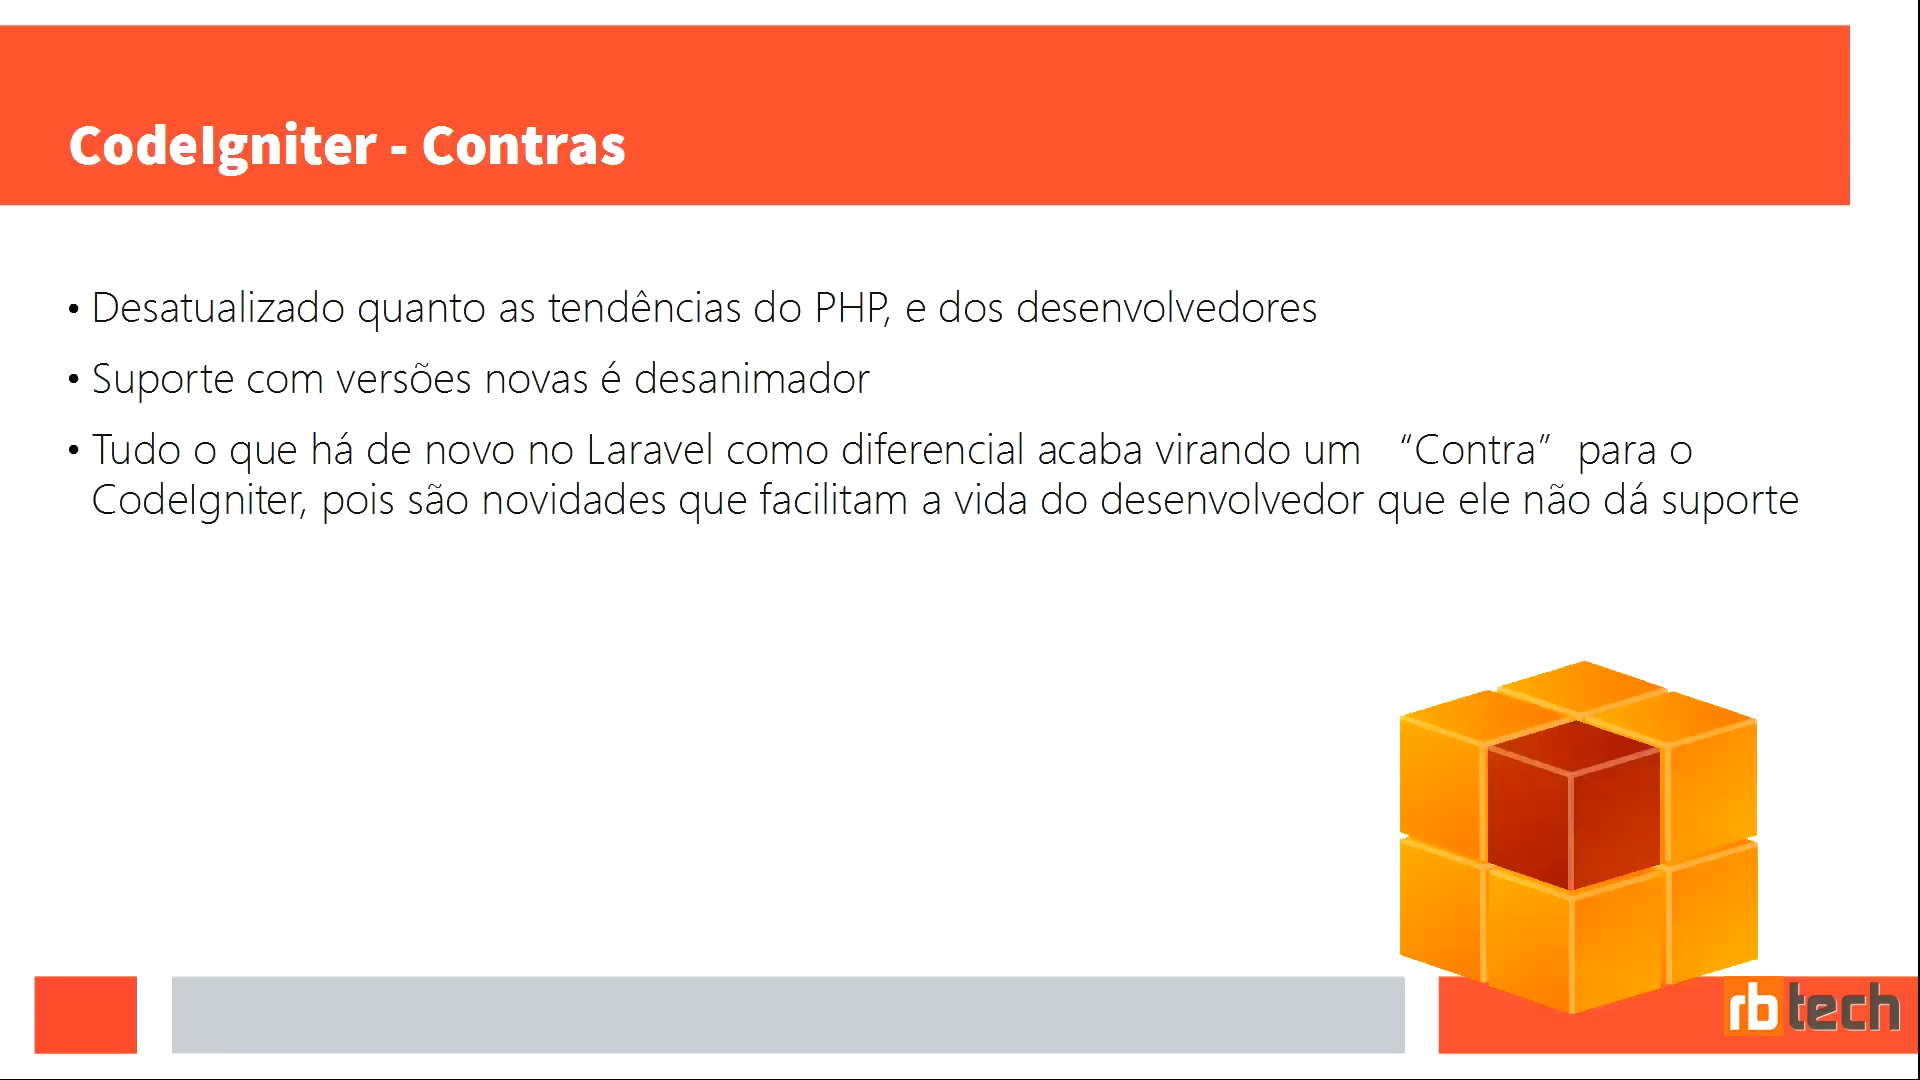 CodeIgniter - Contras
• Desatualizado quanto as tendências do PHP, e dos desenvolvedores
• Suporte com versões novas é desanimador
• Tudo o que há de novo no Laravel como diferencial acaba virando um “Contra” para o
CodeIgniter, pois são novidades que facilitam a vida do desenvolvedor que ele não dá suporte
rbtech